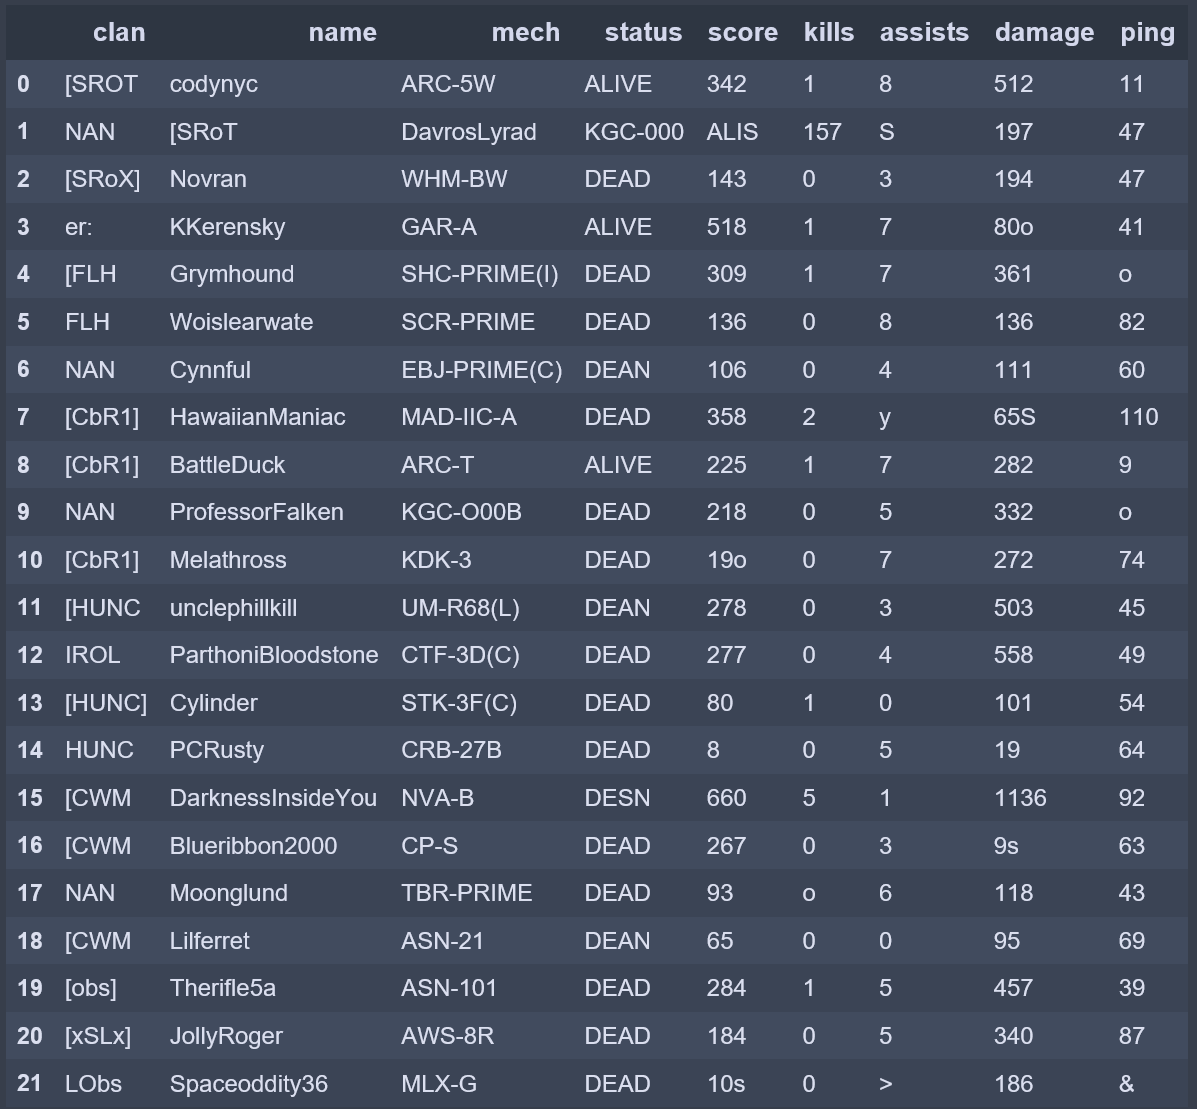 clan name mech status score kills assists damage ping
0 [SROT codynyc ARC-5W ALIVE 342 1 8 512 11
1 NAN [SRoT DavrosLyrad KGC-000 ALIS 157 S 197 47
2 [SRoX] Novran WHM-BW DEAD 143 0 3 194 47
3 er: KKerensky GAR-A ALIVE 518 1 7 80o 41
4 [FLH Grymhound SHC-PRIME(I) DEAD 309 1 7 361 o
5 FLH Woislearwate SCR-PRIME DEAD 136 0 8 136 82
6 NAN Cynnful EBJ-PRIME(C) DEAN 106 0 4 111 60
7 [CbR1] HawaiianManiac MAD-IIC-A DEAD 358 2 y 65S 110
8 [CbR1] BattleDuck ARC-T ALIVE 225 1 7 282 9
9 NAN ProfessorFalken KGC-O00B DEAD 218 0 5 332 o
10 [CbR1] Melathross KDK-3 DEAD 19o 0 7 272 74
11 [HUNC unclephillkill UM-R68(L) DEAN 278 0 3 503 45
12 IROL ParthoniBloodstone CTF-3D(C) DEAD 277 0 4 558 49
13 [HUNC] Cylinder STK-3F(C) DEAD 80 1 0 101 54
14 HUNC PCRusty CRB-27B DEAD 8 0 5 19 64
15 [CWM DarknessInsideYou NVA-B DESN 660 5 1 1136 92
16 [CWM Blueribbon2000 CP-S DEAD 267 0 3 9s 63
17 NAN Moonglund TBR-PRIME DEAD 93 o 6 118 43
18 [CWM Lilferret ASN-21 DEAN 65 0 0 95 69
19 [obs] Therifle5a ASN-101 DEAD 284 1 5 457 39
20 [xSLx] JollyRoger AWS-8R DEAD 184 0 5 340 87
21 LObs Spaceoddity36 MLX-G DEAD 10s 0 > 186 &